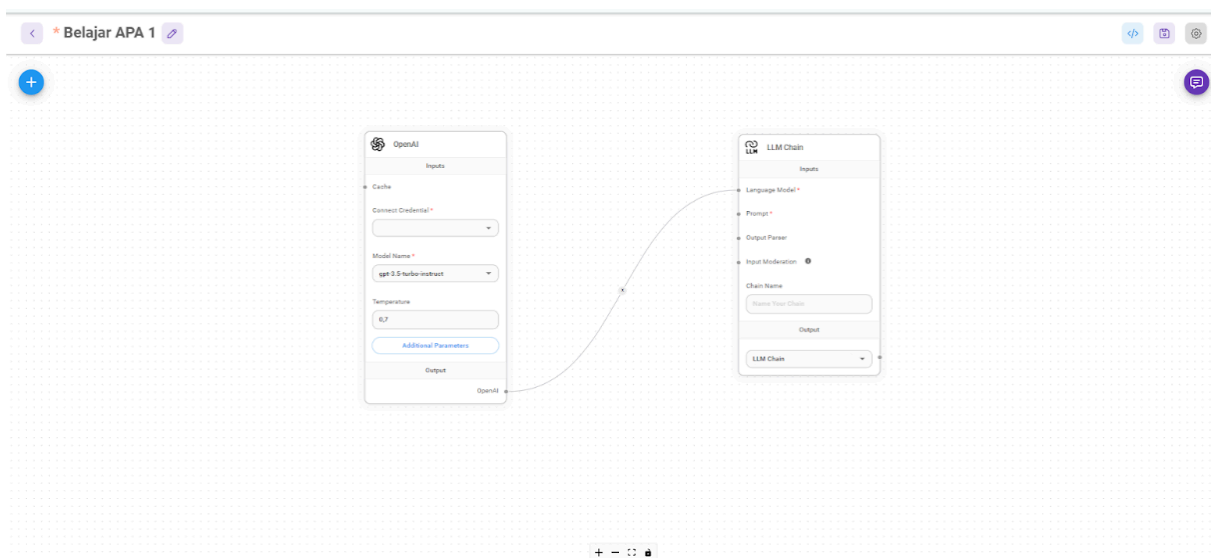 * Belajar APA 1
OpenAI
Inputs
Cache
Connect Credential *
Model Name *
gpt-3.5-turbo-instruct
Temperature
0,7
Additional Parameters
Output
OpenAI
LLM
LLM Chain
Inputs
Language Model *
Prompt *
Output Parser
Input Moderation
Chain Name
Name Your Chain
Output
LLM Chain